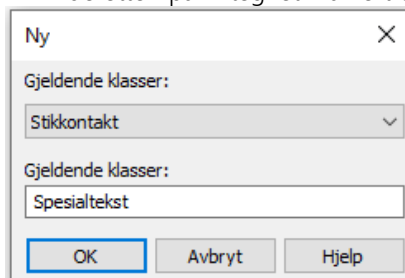 Ny
Gjeldende klasser:
Stikkontakt
Gjeldende klasser:
Spesialtekst
OK
Avbryt
Hjelp